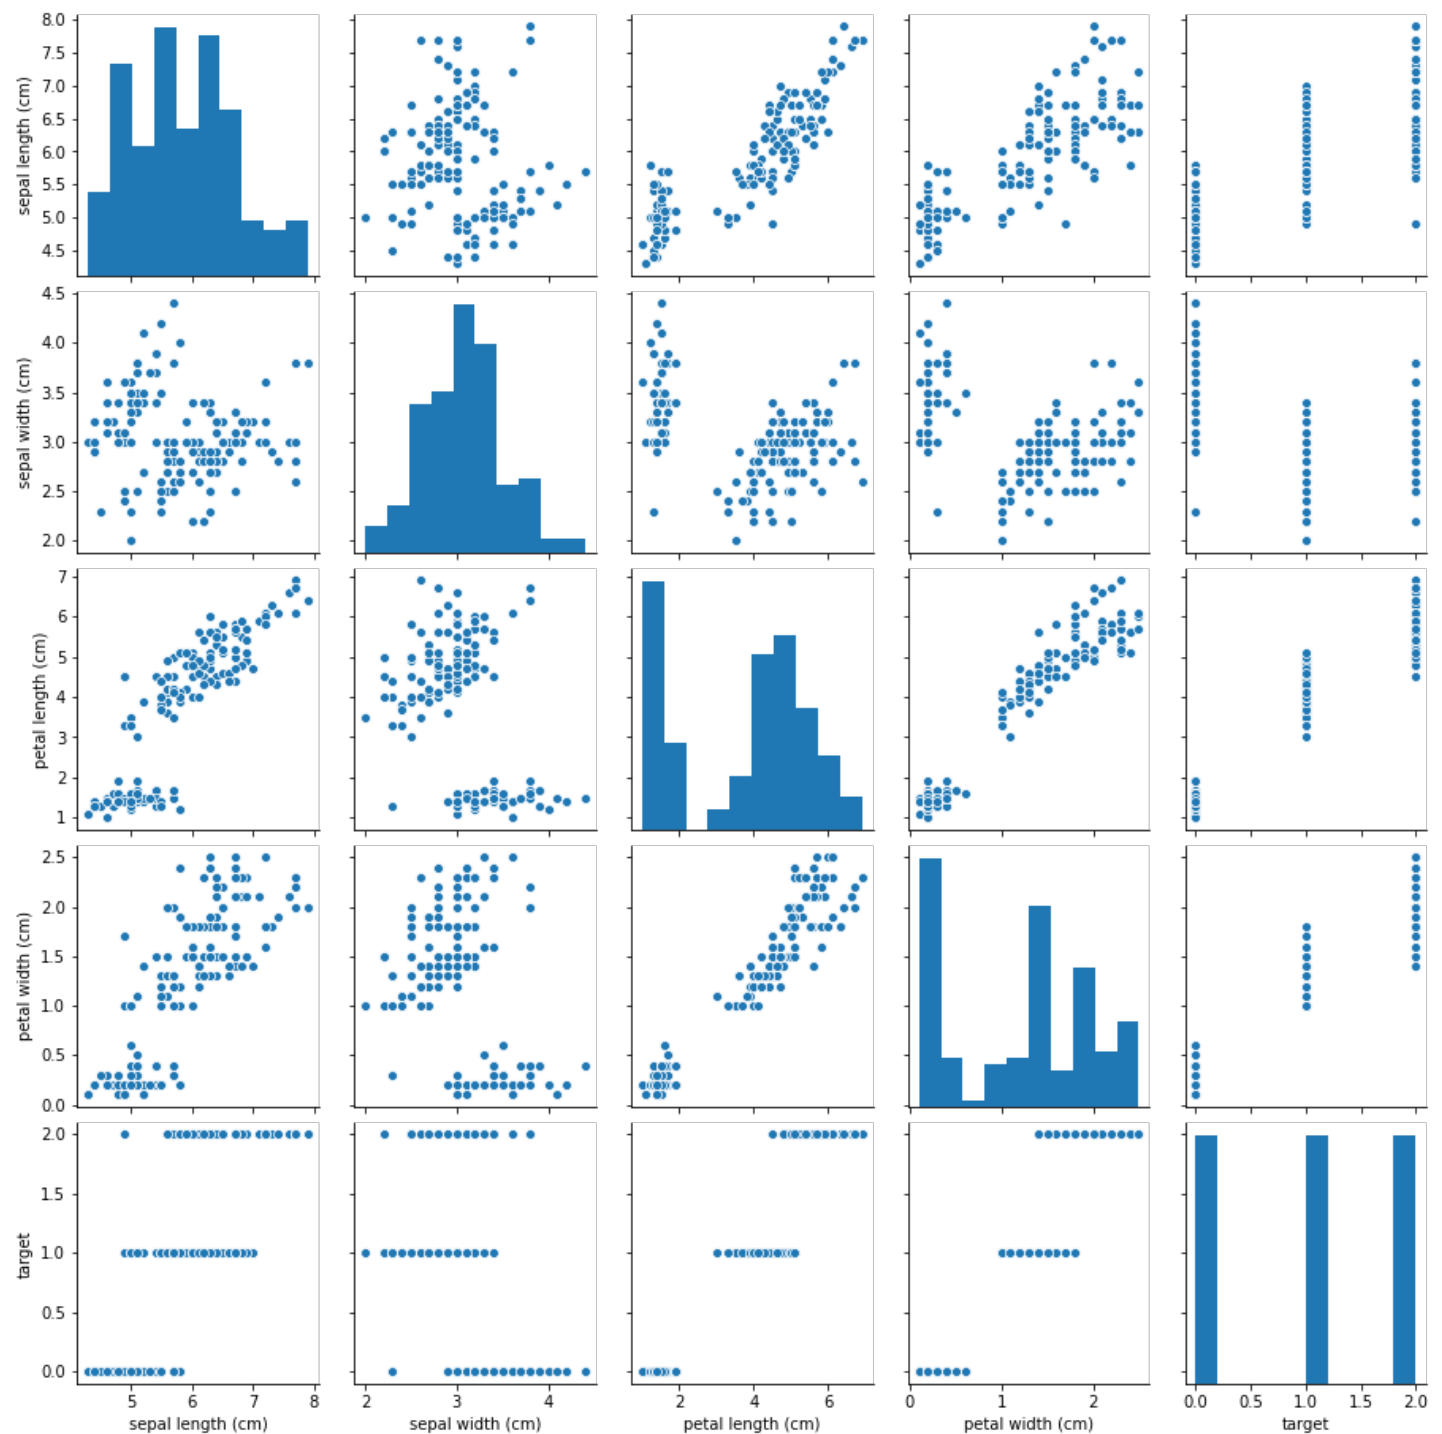 8.0
7.5
7.0
6.5
6.0
5.5
5.0
4.5
sepal length (cm)
4.5
4.0
3.5
3.0
2.5
2.0
sepal width (cm)
7
6
5
4
3
2
1
petal length (cm)
2.5
2.0
1.5
1.0
0.5
0.0
petal width (cm)
2.0
1.5
1.0
0.5
0.0
target
5 6 7 8
2 3 4
2 4 6
0 1 2
0.0 0.5 1.0 1.5 2.0
sepal length (cm)
sepal width (cm)
petal length (cm)
petal width (cm)
target